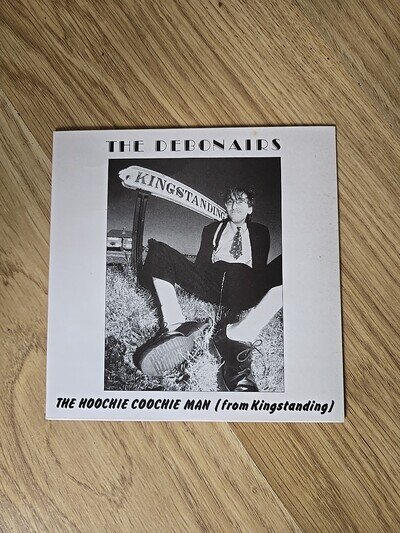 THE DEBONAIRS
KINGSTANDING
THE HOOCHIE COOCHIE MAN (from Kingstanding)